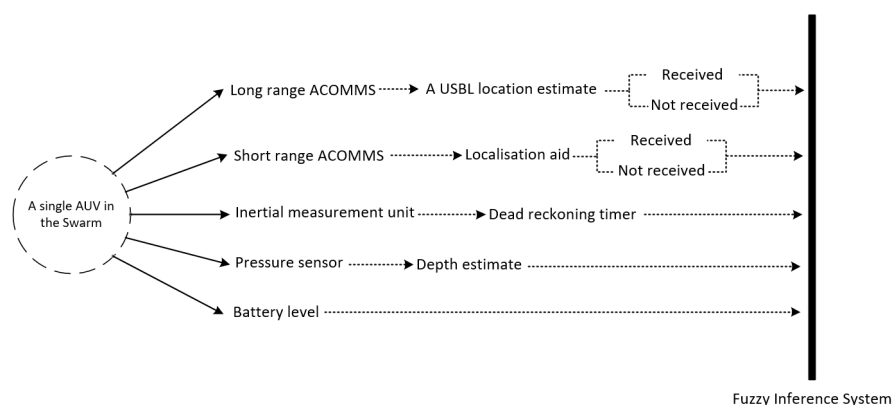 Long range ACOMMS
A USBL location estimate
Received
Not received
Short range ACOMMS
Localisation aid
Received
Not received
A single AUV in
the Swarm
Inertial measurement unit
Dead reckoning timer
Pressure sensor
Depth estimate
Battery level
Fuzzy Inference System